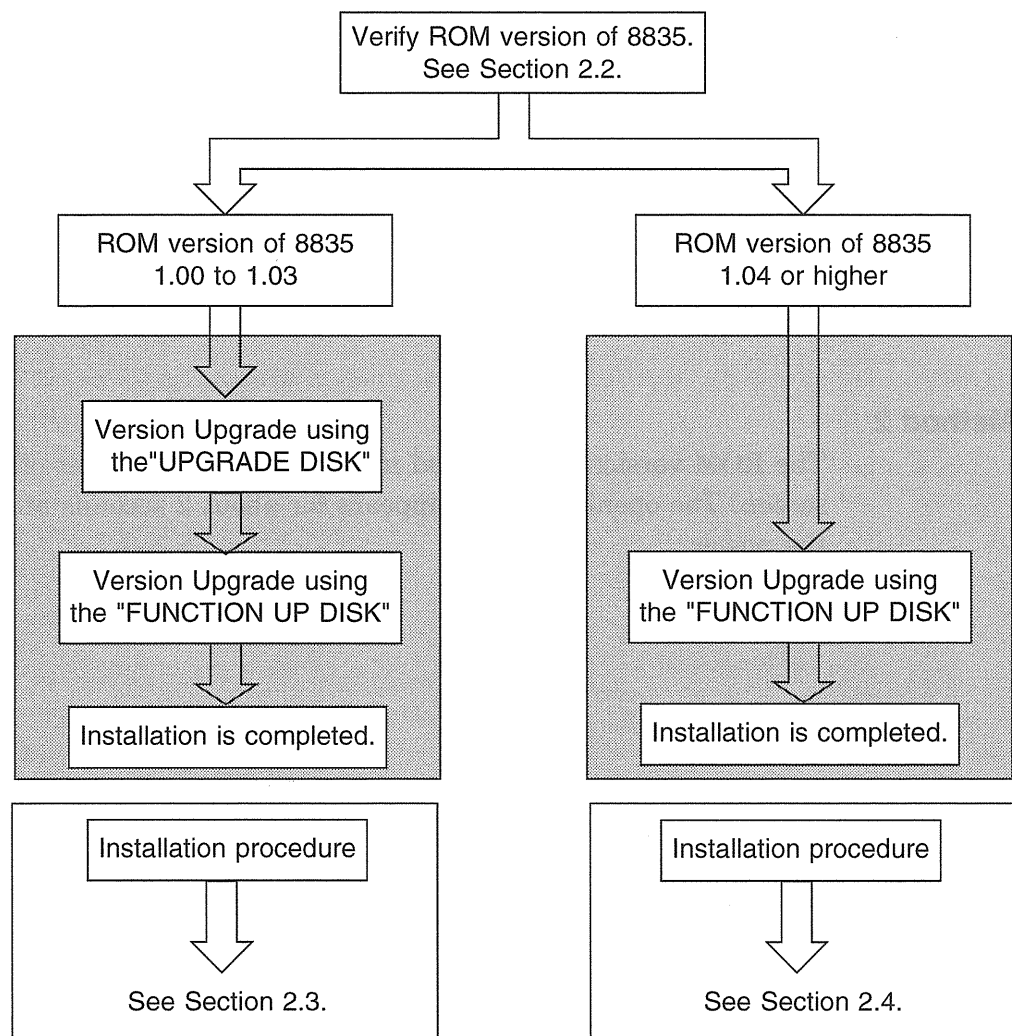 Verify ROM version of 8835.
See Section 2.2.
ROM version of 8835
1.00 to 1.03
Version Upgrade using
the"UPGRADE DISK"
Version Upgrade using
the "FUNCTION UP DISK"
Installation is completed.
Installation procedure
See Section 2.3.
ROM version of 8835
1.04 or higher
Version Upgrade using
the "FUNCTION UP DISK"
Installation is completed.
Installation procedure
See Section 2.4.